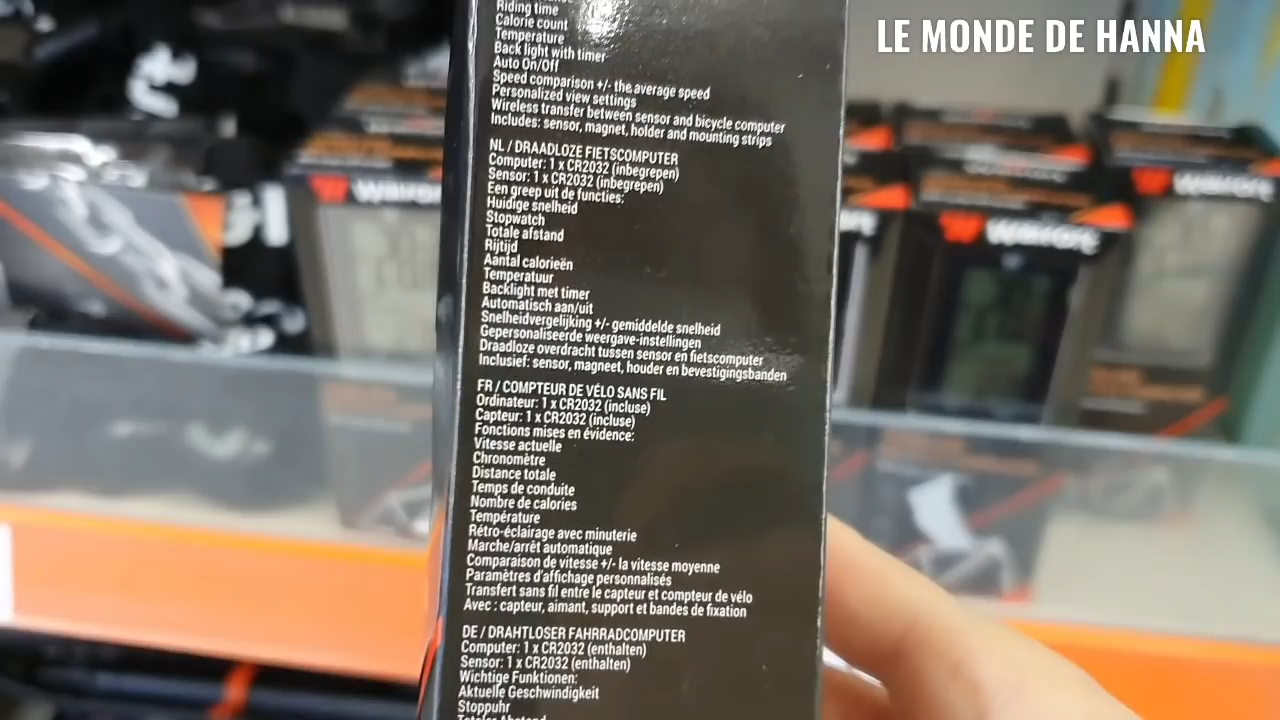 LE MONDE DE HANNA
Riding time
Calorie count
Temperature
Back light with timer
Auto On/Off
Speed comparison +/- the average speed
Personalized view settings
Wireless transfer between sensor and bicycle computer
Includes: sensor, magnet, holder and mounting strips
NL / DRAADLOZE FIETSCOMPUTER
Computer: 1 x CR2032 (inbegrepen)
Sensor: 1 x CR2032 (inbegrepen)
Een greep uit de functies:
Huidige snelheid
Stopwatch
Totale afstand
Rijtijd
Aantal calorieën
Temperatuur
Backlight met timer
Automatisch aan/uit
Snelheidvergelijking +/- gemiddelde snelheid
Gepersonaliseerde weergave-instellingen
Draadloze overdracht tussen sensor en fietscomputer
Inclusief: sensor, magneet, houder en bevestigingsbanden
FR / COMPTEUR DE VÉLO SANS FIL
Ordinateur: 1 x CR2032 (incluse)
Capteur: 1 x CR2032 (incluse)
Fonctions mises en évidence:
Vitesse actuelle
Chronomètre
Distance totale
Temps de conduite
Nombre de calories
Température
Rétro-éclairage avec minuterie
Marche/arrêt automatique
Comparaison de vitesse +/- la vitesse moyenne
Paramètres d'affichage personnalisés
Transfert sans fil entre le capteur et compteur de vélo
Avec : capteur, aimant, support et bandes de fixation
DE / DRAHTLOSER FAHRRADCOMPUTER
Computer: 1 x CR2032 (enthalten)
Sensor: 1 x CR2032 (enthalten)
Wichtige Funktionen:
Aktuelle Geschwindigkeit
Stoppuhr